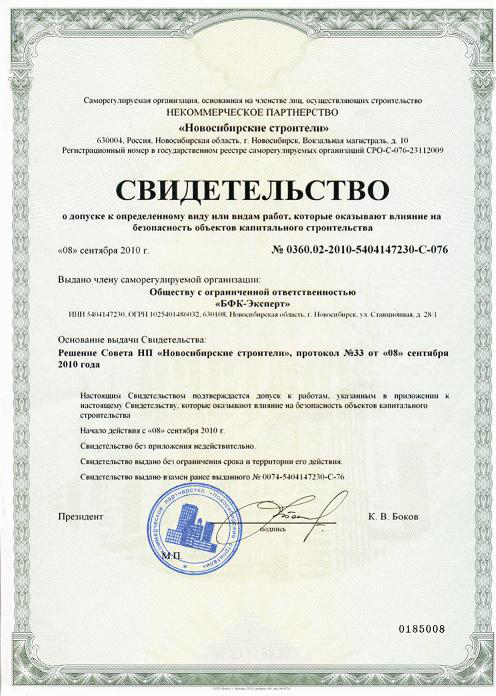 Саморегулируемая организация, основанная на членстве лиц, осуществляющих строительство
НЕКОММЕРЧЕСКОЕ ПАРТНЕРСТВО
«Новосибирские строители»
630004, Россия, Новосибирская область, г. Новосибирск, Вокзальная магистраль, д. 10
Регистрационный номер в государственном реестре саморегулируемых организаций СРО-С-076-23112009
СВИДЕТЕЛЬСТВО
о допуске к определенному виду или видам работ, которые оказывают влияние на
безопасность объектов капитального строительства
«08» сентября 2010 г. № 0360.02-2010-5404147230-С-076
Выдано члену саморегулируемой организации:
Обществу с ограниченной ответственностью
«БФК-Эксперт»
ИНН 5404147230, ОГРН 1025401486032, 630108, Новосибирская область, г. Новосибирск, ул. Станционная, д. 28/1
Основание выдачи Свидетельства:
Решение Совета НП «Новосибирские строители», протокол №33 от «08» сентября
2010 года
Настоящим Свидетельством подтверждается допуск к работам, указанным в приложении к
настоящему Свидетельству, которые оказывают влияние на безопасность объектов капитального
строительства
Начало действия с «08» сентября 2010 г.
Свидетельство без приложения недействительно.
Свидетельство выдано без ограничения срока и территории его действия.
Свидетельство выдано взамен ранее выданного № 0074-5404147230-С-76
Президент К. В. Боков
подпись
М.П.
Некоммерческое партнерство «Новосибирские строители»
0185008